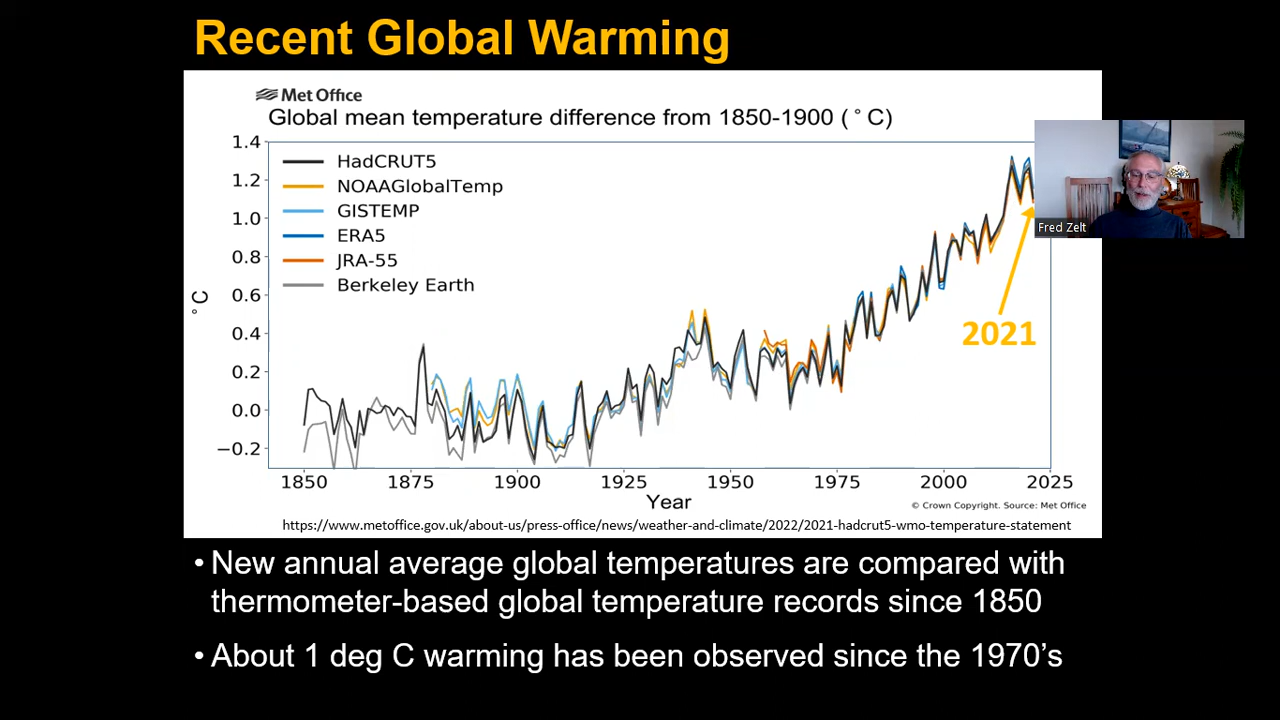 Recent Global Warming
Met Office
Global mean temperature difference from 1850-1900 (°C)
1.4
1.2
1.0
0.8
0.6
0.4
0.2
0.0
−0.2
°C
HadCRUT5
NOAAGlobalTemp
GISTEMP
ERA5
JRA-55
Berkeley Earth
Fred Zelt
2021
1850 1875 1900 1925 1950 1975 2000 2025
Year
© Crown Copyright. Source: Met Office
https://www.metoffice.gov.uk/about-us/press-office/news/weather-and-climate/2022/2021-hadcrut5-wmo-temperature-statement
• New annual average global temperatures are compared with
thermometer-based global temperature records since 1850
• About 1 deg C warming has been observed since the 1970’s